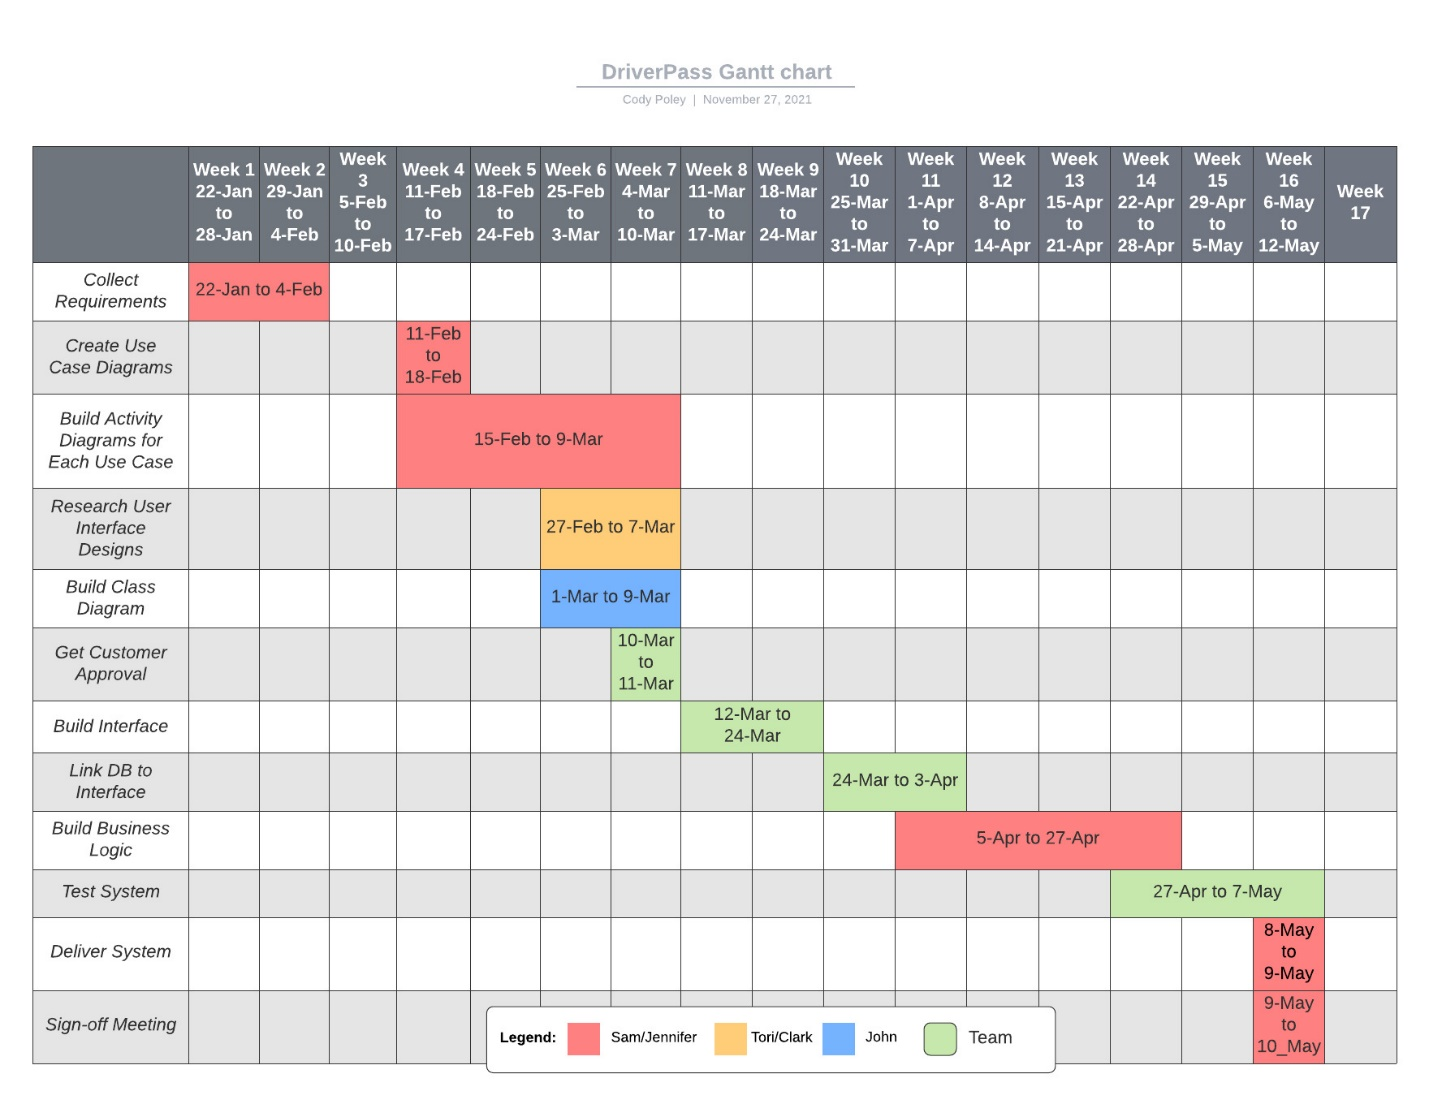 DriverPass Gantt chart
Cody Poley | November 27, 2021
Week 1
22-Jan
to
28-Jan
Week 2
29-Jan
to
4-Feb
Week
3
5-Feb
to
10-Feb
Week 4
11-Feb
to
17-Feb
Week 5
18-Feb
to
24-Feb
Week 6
25-Feb
to
3-Mar
Week 7
4-Mar
to
10-Mar
Week 8
11-Mar
to
17-Mar
Week 9
18-Mar
to
24-Mar
Week
10
25-Mar
to
31-Mar
Week
11
1-Apr
to
7-Apr
Week
12
8-Apr
to
14-Apr
Week
13
15-Apr
to
21-Apr
Week
14
22-Apr
to
28-Apr
Week
15
29-Apr
to
5-May
Week
16
6-May
to
12-May
Week
17
Collect
Requirements
22-Jan to 4-Feb
Create Use
Case Diagrams
11-Feb
to
18-Feb
Build Activity
Diagrams for
Each Use Case
15-Feb to 9-Mar
Research User
Interface
Designs
27-Feb to 7-Mar
Build Class
Diagram
1-Mar to 9-Mar
Get Customer
Approval
10-Mar
to
11-Mar
Build Interface
12-Mar to
24-Mar
Link DB to
Interface
24-Mar to 3-Apr
Build Business
Logic
5-Apr to 27-Apr
Test System
27-Apr to 7-May
Deliver System
8-May
to
9-May
Sign-off Meeting
9-May
to
10_May
Legend: Sam/Jennifer Tori/Clark John Team